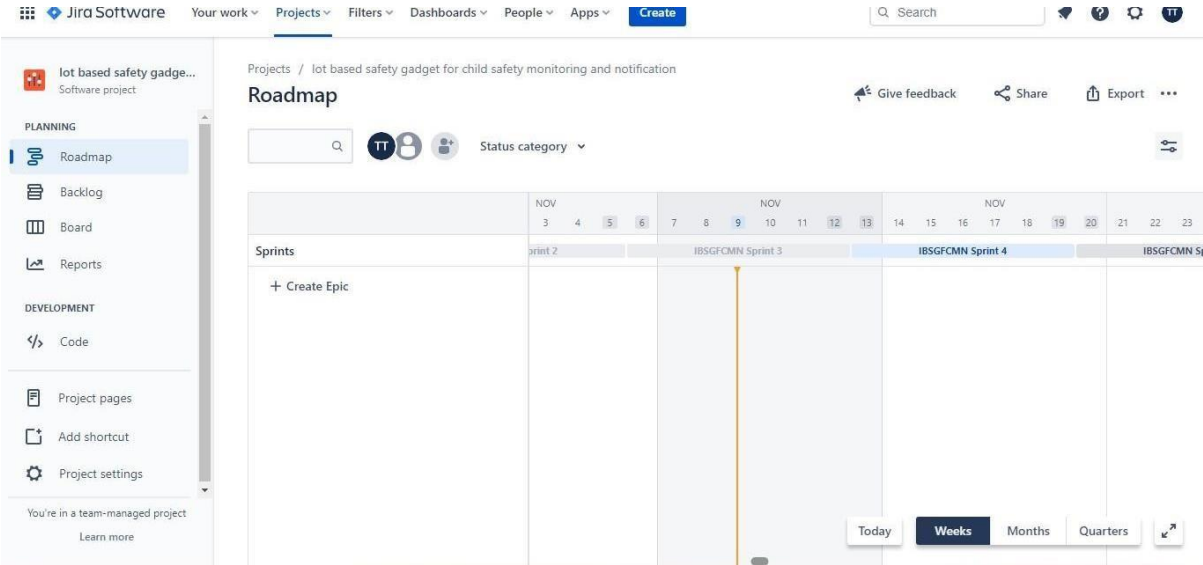 Jira Software Your work Projects Filters Dashboards People Apps Create Search TT
Iot based safety gadge...
Software project
PLANNING
Roadmap
Backlog
Board
Reports
DEVELOPMENT
Code
Project pages
Add shortcut
Project settings
You're in a team-managed project
Learn more
Projects / Iot based safety gadget for child safety monitoring and notification
Roadmap
Give feedback Share Export
TT Status category
NOV NOV NOV
3 4 5 6 7 8 9 10 11 12 13 14 15 16 17 18 19 20 21 22 23
Sprints print 2 IBSGFCMN Sprint 3 IBSGFCMN Sprint 4 IBSGFCMN Sp
+ Create Epic
Today Weeks Months Quarters